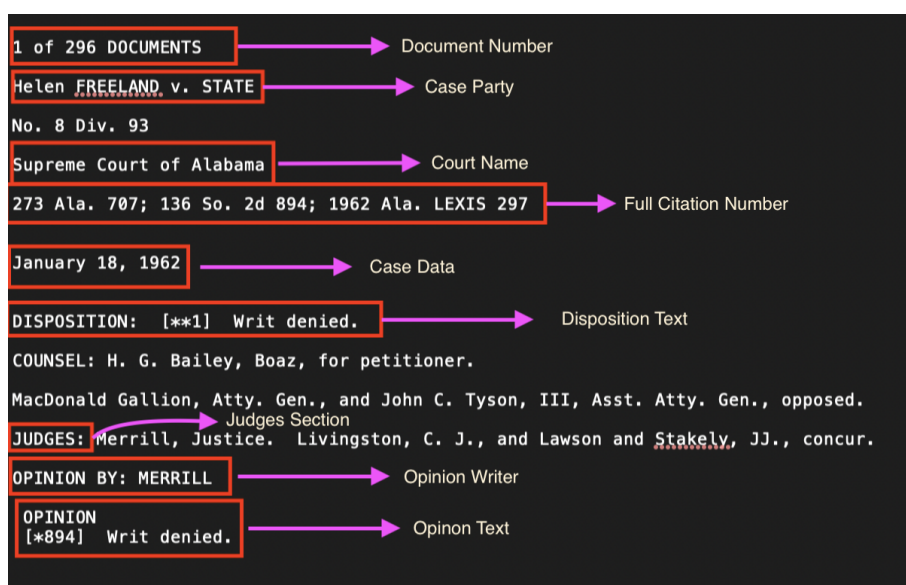 1 of 296 DOCUMENTS Document Number
Helen FREELAND v. STATE Case Party
No. 8 Div. 93
Supreme Court of Alabama Court Name
273 Ala. 707; 136 So. 2d 894; 1962 Ala. LEXIS 297 Full Citation Number
January 18, 1962 Case Data
DISPOSITION: [**1] Writ denied. Disposition Text
COUNSEL: H. G. Bailey, Boaz, for petitioner.
MacDonald Gallion, Atty. Gen., and John C. Tyson, III, Asst. Atty. Gen., opposed.
Judges Section
JUDGES: Merrill, Justice. Livingston, C. J., and Lawson and Stakely, JJ., concur.
OPINION BY: MERRILL Opinion Writer
OPINION
[*894] Writ denied. Opinon Text